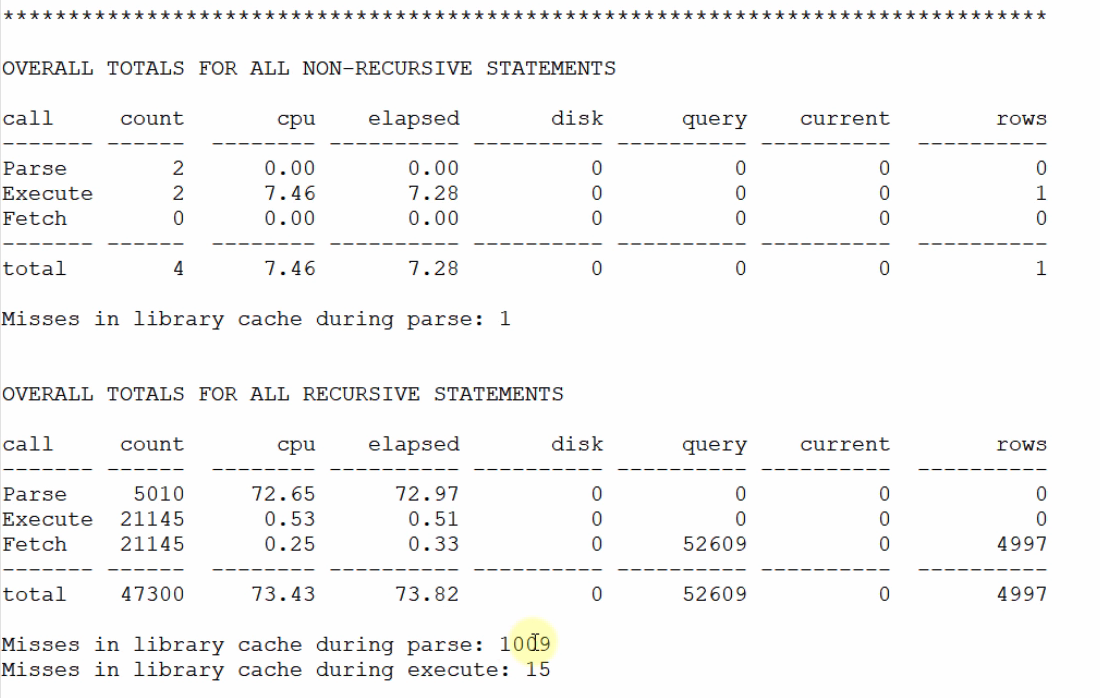 ********************************************************************************
OVERALL TOTALS FOR ALL NON-RECURSIVE STATEMENTS
call     count       cpu    elapsed       disk      query    current        rows
------- ------  -------- ---------- ---------- ---------- ----------  ----------
Parse        2      0.00       0.00          0          0          0           0
Execute      2      7.46       7.28          0          0          0           1
Fetch        0      0.00       0.00          0          0          0           0
------- ------  -------- ---------- ---------- ---------- ----------  ----------
total        4      7.46       7.28          0          0          0           1
Misses in library cache during parse: 1
OVERALL TOTALS FOR ALL RECURSIVE STATEMENTS
call     count       cpu    elapsed       disk      query    current        rows
------- ------  -------- ---------- ---------- ---------- ----------  ----------
Parse     5010     72.65      72.97          0          0          0           0
Execute  21145      0.53       0.51          0          0          0           0
Fetch    21145      0.25       0.33          0      52609          0        4997
------- ------  -------- ---------- ---------- ---------- ----------  ----------
total    47300     73.43      73.82          0      52609          0        4997
Misses in library cache during parse: 1009
Misses in library cache during execute: 15